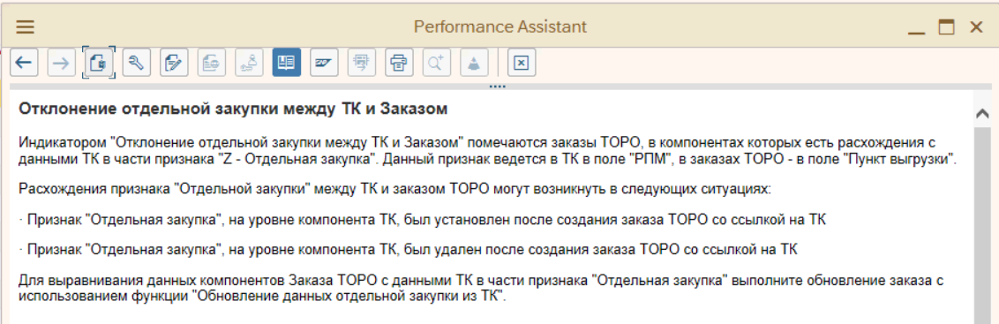 Performance Assistant
Отклонение отдельной закупки между ТК и Заказом
Индикатором "Отклонение отдельной закупки между ТК и Заказом" помечаются заказы ТОРО, в компонентах которых есть расхождения с
данными ТК в части признака "Z - Отдельная закупка". Данный признак ведется в ТК в поле "РПМ", в заказах ТОРО - в поле "Пункт выгрузки".
Расхождения признака "Отдельной закупки" между ТК и заказом ТОРО могут возникнуть в следующих ситуациях:
· Признак "Отдельная закупка", на уровне компонента ТК, был установлен после создания заказа ТОРО со ссылкой на ТК
· Признак "Отдельная закупка", на уровне компонента ТК, был удален после создания заказа ТОРО со ссылкой на ТК
Для выравнивания данных компонентов Заказа ТОРО с данными ТК в части признака "Отдельная закупка" выполните обновление заказа с
использованием функции "Обновление данных отдельной закупки из ТК".